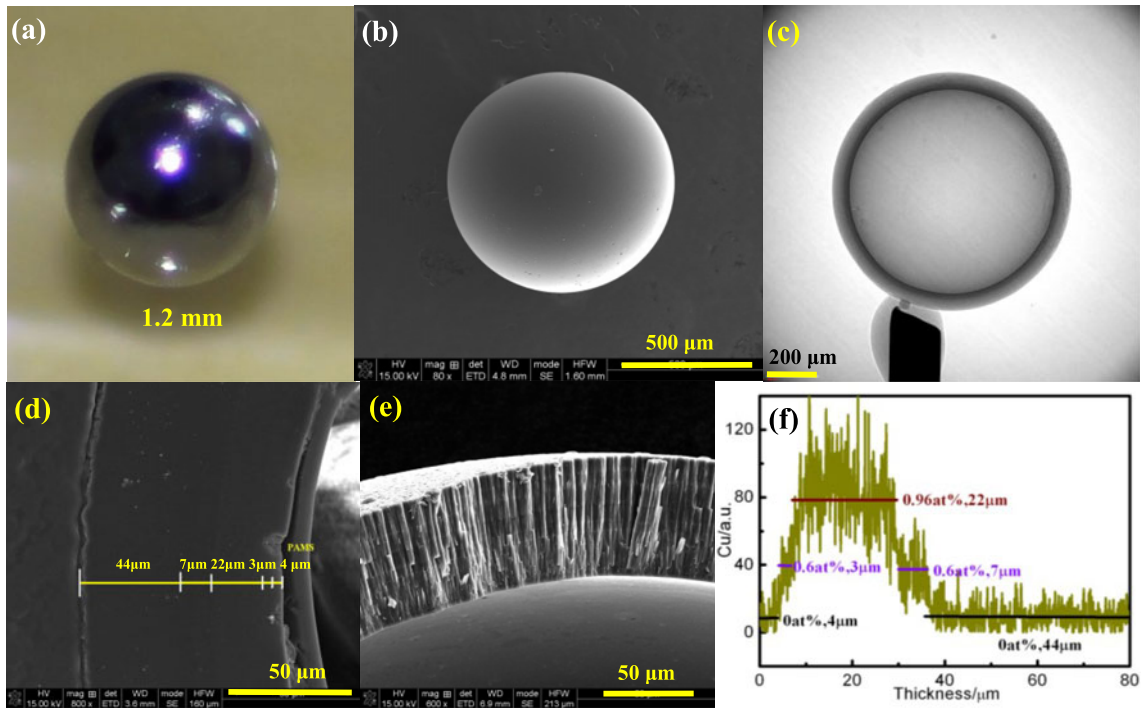 (a)
1.2 mm
(b)
500 μm
HV mag ⊞ det WD mode HFW
15.00 kV 80 x ETD 4.8 mm SE 1.60 mm
(c)
200 μm
(d)
PAMS
44μm 7μm 22μm 3μm 4 μm
50 μm
HV mag ⊞ det WD mode HFW
15.00 kV 800 x ETD 3.6 mm SE 160 μm
(e)
50 μm
HV mag ⊞ det WD mode HFW
15.00 kV 600 x ETD 6.9 mm SE 213 μm
(f)
Cu/a.u.
120
80
40
0
0.96at%,22μm
0.6at%,3μm
0.6at%,7μm
0at%,4μm
0at%,44μm
0 20 40 60 80
Thickness/μm